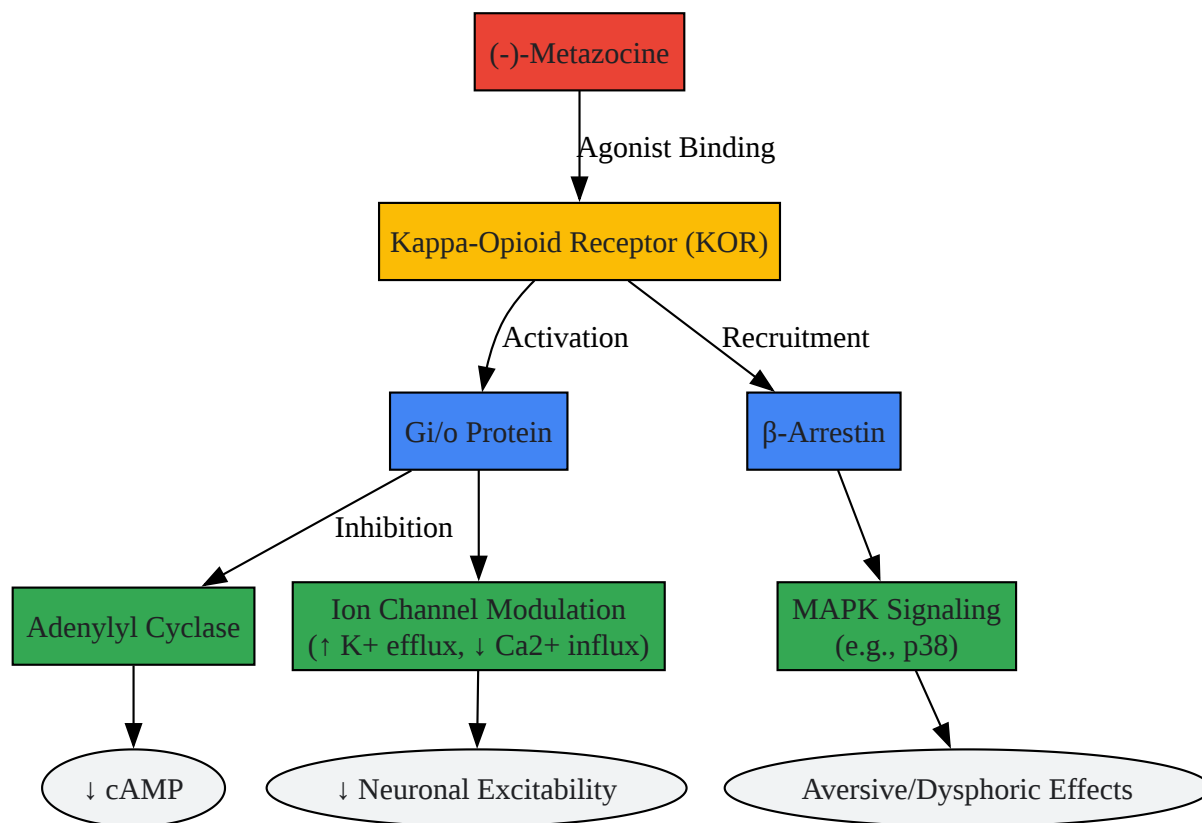 (-)-Metazocine
Agonist Binding
Kappa-Opioid Receptor (KOR)
Activation
Recruitment
Gi/o Protein
β-Arrestin
Inhibition
Adenylyl Cyclase
Ion Channel Modulation
(↑ K+ efflux, ↓ Ca2+ influx)
MAPK Signaling
(e.g., p38)
↓ cAMP
↓ Neuronal Excitability
Aversive/Dysphoric Effects